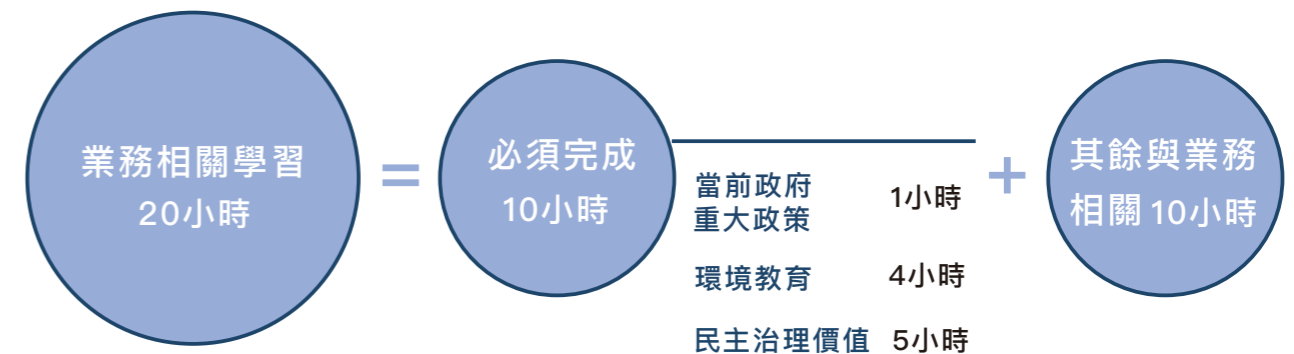 業務相關學習
20小時
=
必須完成
10小時
當前政府
重大政策
1小時
環境教育 4小時
民主治理價值 5小時
+
其餘與業務
相關10小時